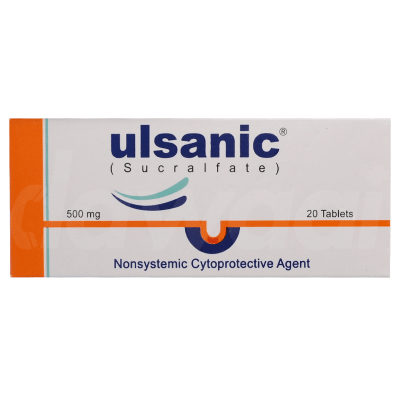 ulsanic®
(Sucralfate)
500 mg
20 Tablets
Nonsystemic Cytoprotective Agent